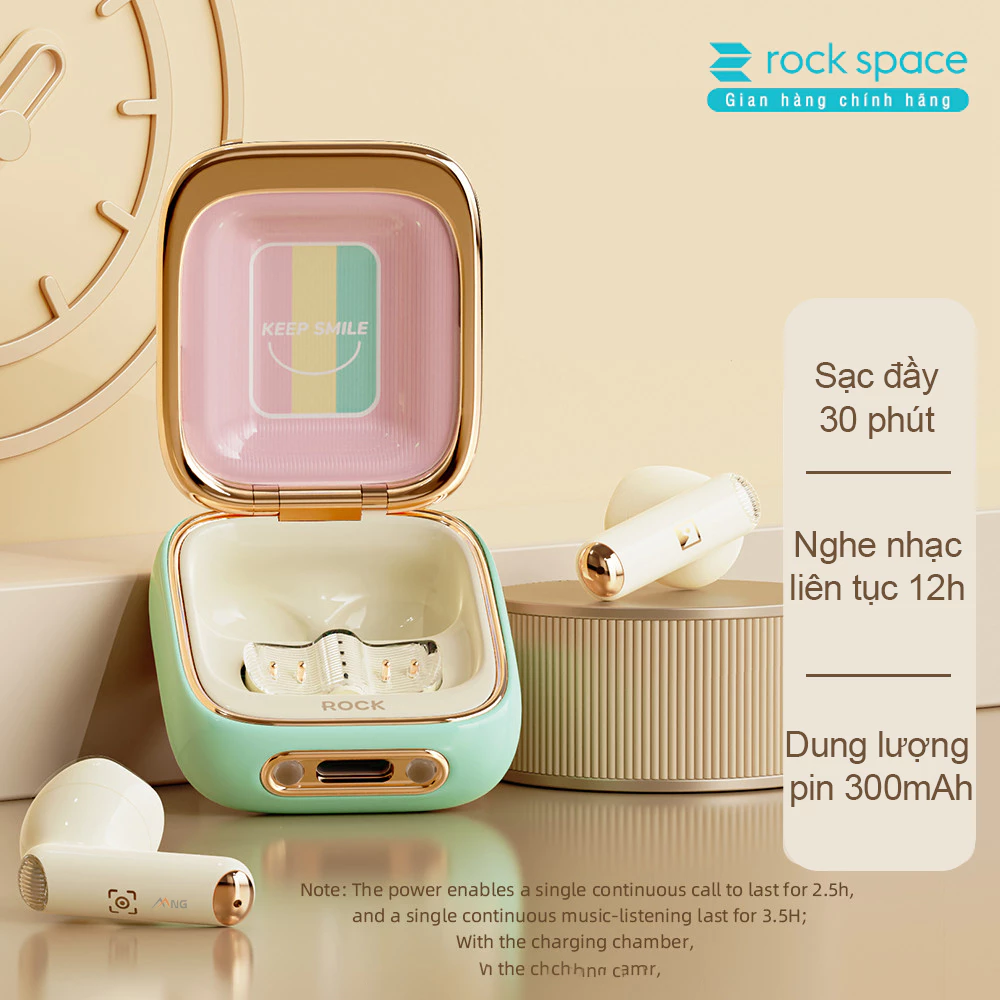 rock space
Gian hàng chính hãng
KEEP SMILE
Sạc đầy
30 phút
Nghe nhạc
liên tục 12h
ROCK
Dung lượng
pin 300mAh
NG
Note: The power enables a single continuous call to last for 2.5h,
and a single continuous music-listening last for 3.5H;
With the charging chamber,
the